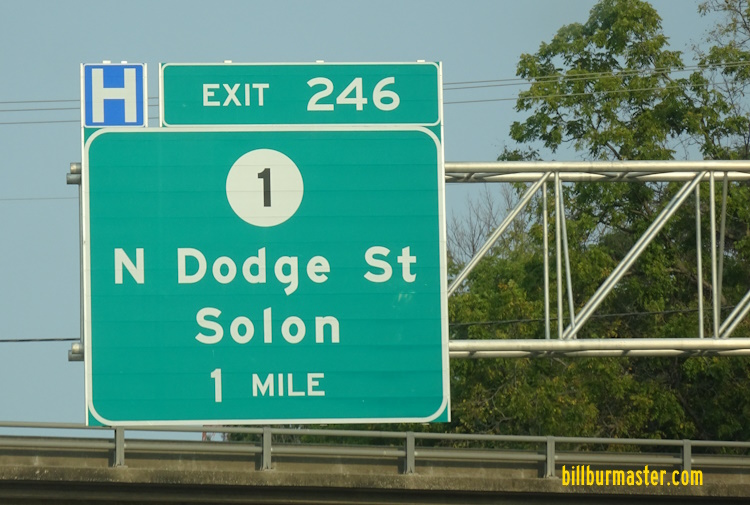 H
EXIT 246
1
N Dodge St
Solon
1 MILE
billburmaster.com